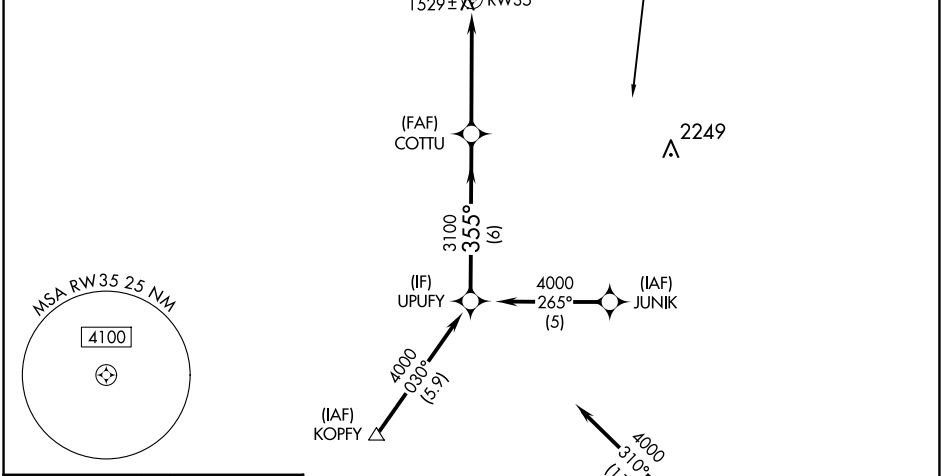 1529±
RW35
(FAF)
COTTU
2249
3100
355°
(6)
(IF)
UPUFY
4000
265°
(5)
(IAF)
JUNIK
MSA RW35 25 NM
4100
4000
030°
(5.9)
(IAF)
KOPFY
4000
310°